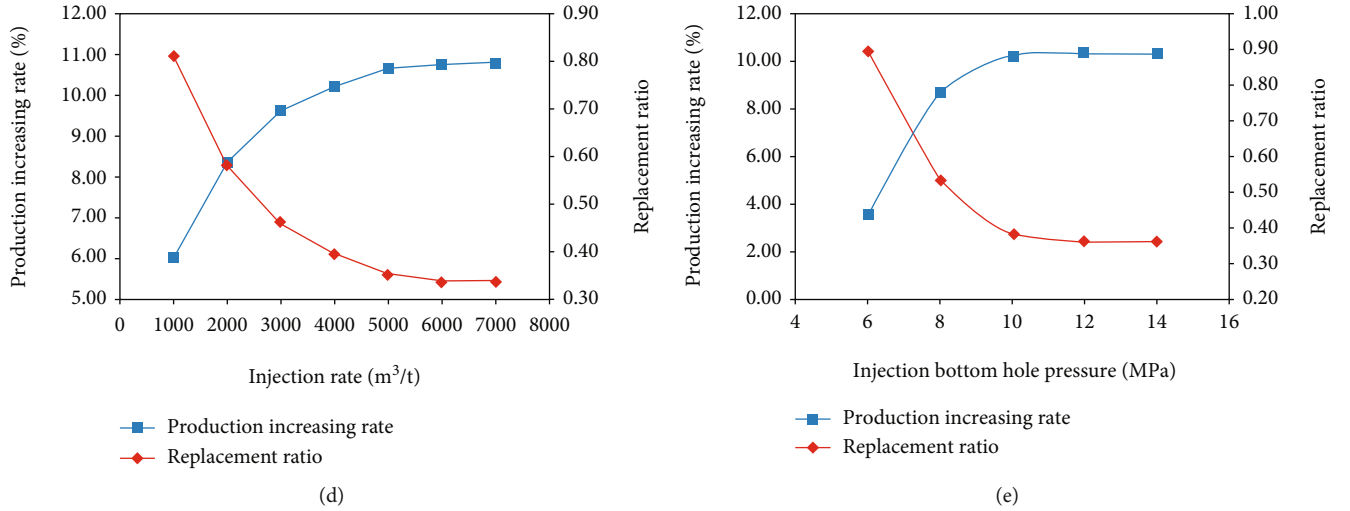 Production increasing rate (%)
12.00
11.00
10.00
9.00
8.00
7.00
6.00
5.00
0 1000 2000 3000 4000 5000 6000 7000 8000
0.90
0.80
0.70
0.60
0.50
0.40
0.30
Replacement ratio
Injection rate (m³/t)
Production increasing rate
Replacement ratio
(d)
Production increasing rate (%)
12.00
10.00
8.00
6.00
4.00
2.00
0.00
4 6 8 10 12 14 16
1.00
0.90
0.80
0.70
0.60
0.50
0.40
0.30
0.20
Replacement ratio
Injection bottom hole pressure (MPa)
Production increasing rate
Replacement ratio
(e)